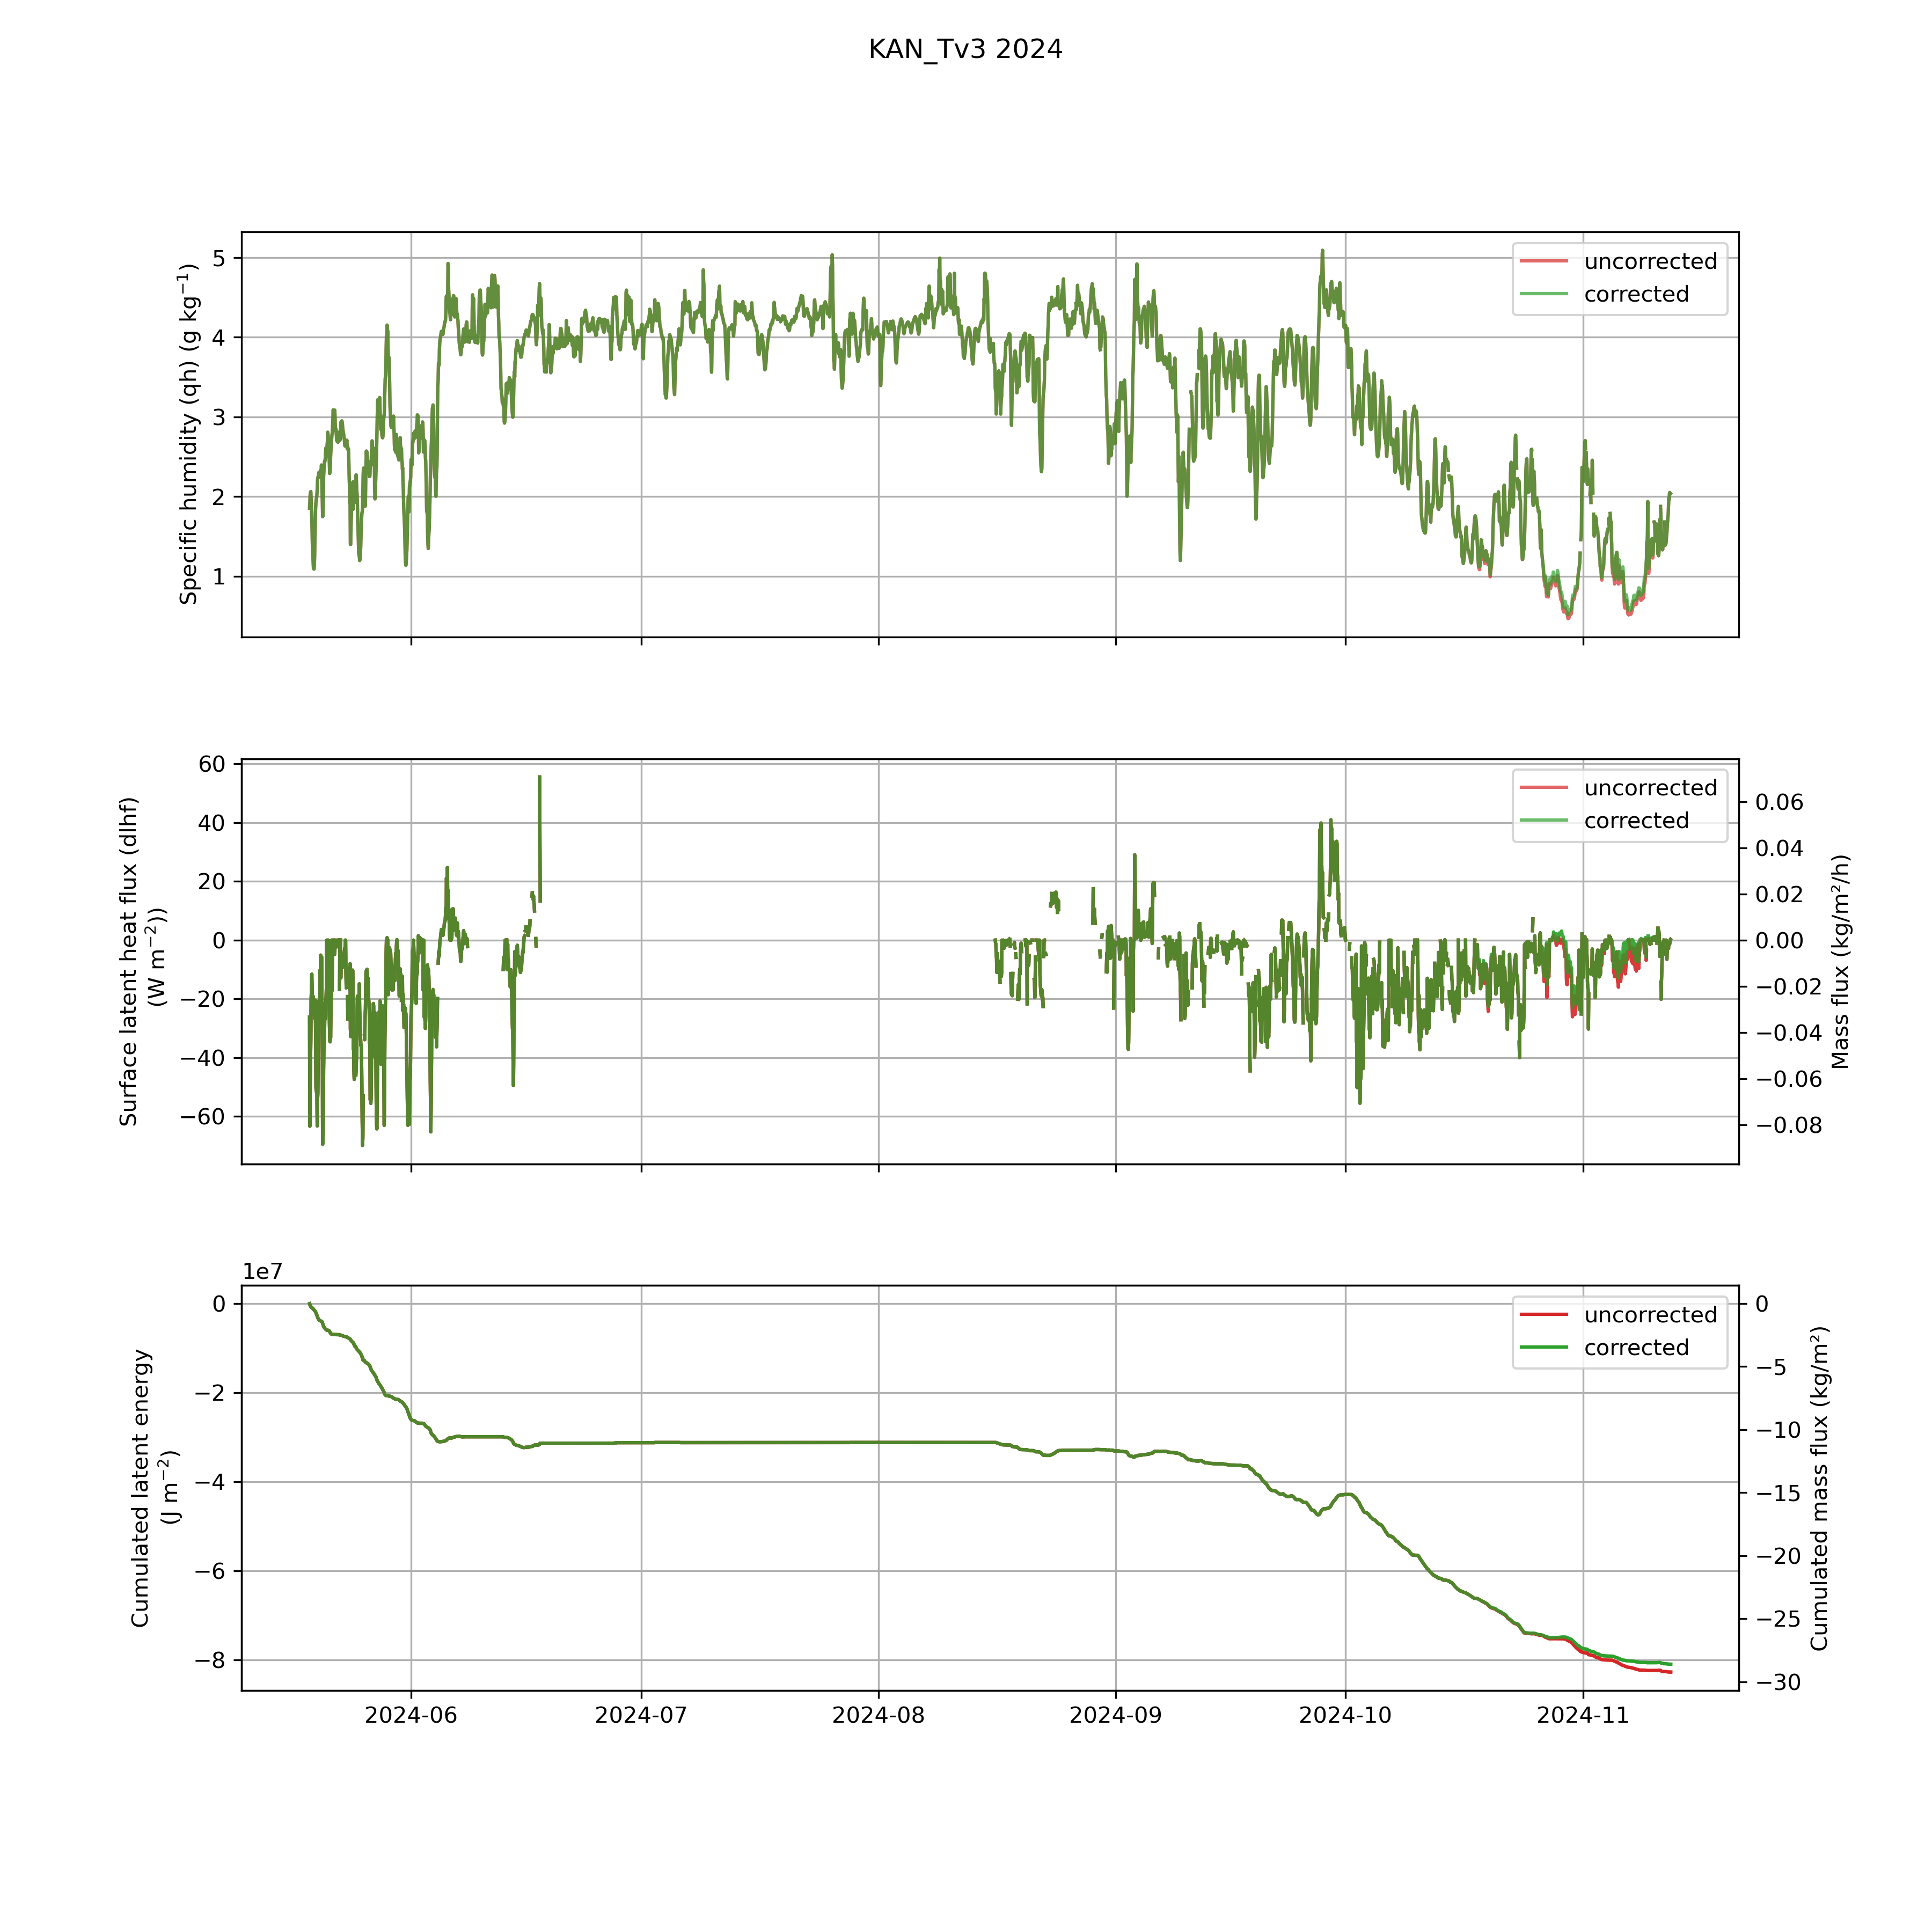 KAN_Tv3 2024
Specific humidity (qh) (g kg⁻¹)
5
4
3
2
1
uncorrected
corrected
Surface latent heat flux (dlhf)
(W m⁻²))
60
40
20
0
−20
−40
−60
uncorrected
corrected
0.06
0.04
0.02
0.00
−0.02
−0.04
−0.06
−0.08
Mass flux (kg/m²/h)
1e7
Cumulated latent energy
(J m⁻²)
0
−2
−4
−6
−8
uncorrected
corrected
0
−5
−10
−15
−20
−25
−30
Cumulated mass flux (kg/m²)
2024-06 2024-07 2024-08 2024-09 2024-10 2024-11